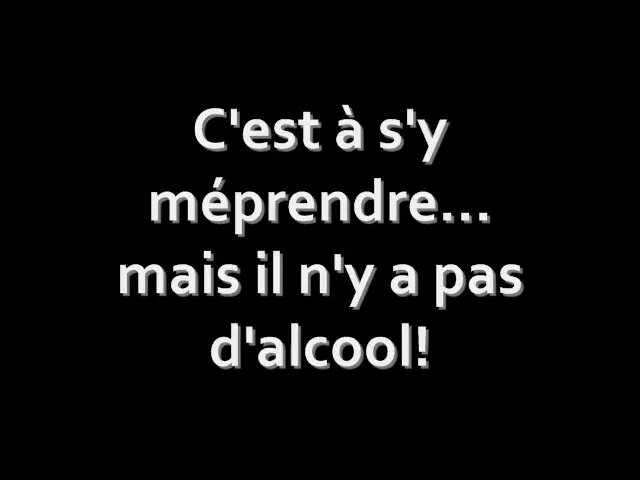 C'est à s'y
méprendre...
mais il n'y a pas
d'alcool!